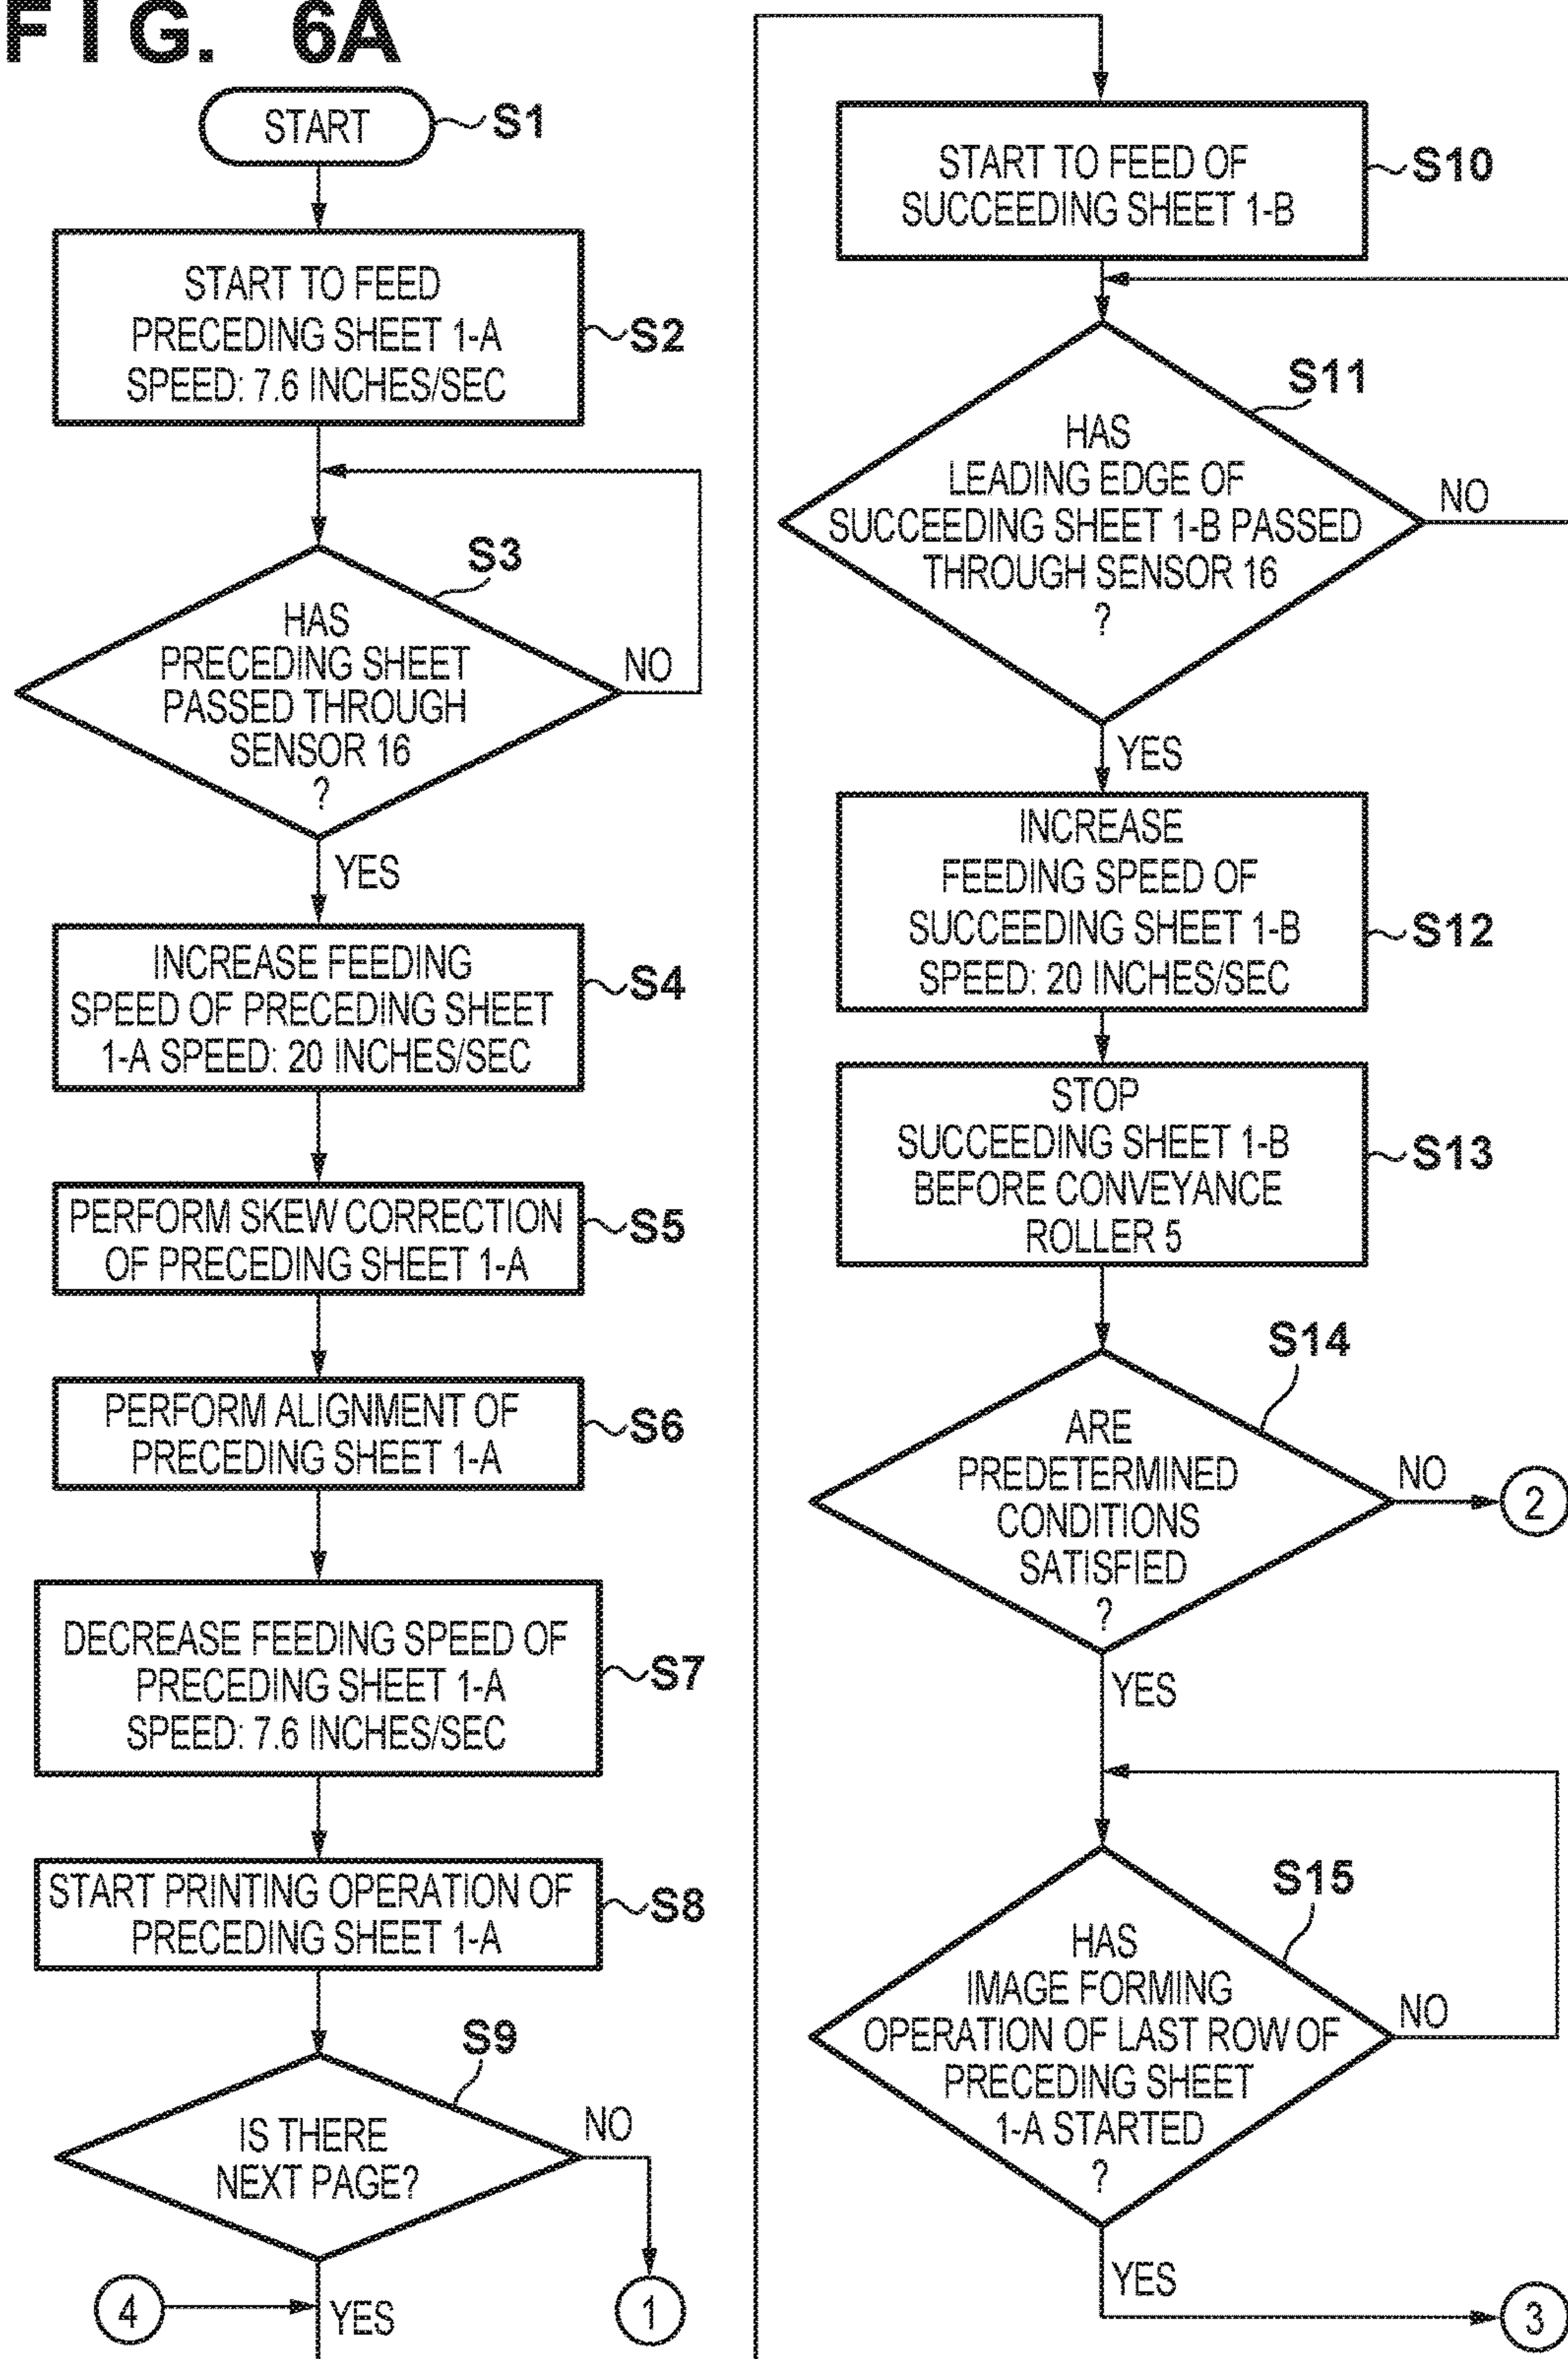 FIG. 6A
START
S1
START TO FEED
PRECEDING SHEET 1-A
SPEED: 7.6 INCHES/SEC
S2
S3
HAS
PRECEDING SHEET
PASSED THROUGH
SENSOR 16
?
NO
YES
INCREASE FEEDING
SPEED OF PRECEDING SHEET
1-A SPEED: 20 INCHES/SEC
S4
PERFORM SKEW CORRECTION
OF PRECEDING SHEET 1-A
S5
PERFORM ALIGNMENT OF
PRECEDING SHEET 1-A
S6
DECREASE FEEDING SPEED OF
PRECEDING SHEET 1-A
SPEED: 7.6 INCHES/SEC
S7
START PRINTING OPERATION OF
PRECEDING SHEET 1-A
S8
S9
IS THERE
NEXT PAGE?
NO
4
YES
1
START TO FEED OF
SUCCEEDING SHEET 1-B
S10
S11
HAS
LEADING EDGE OF
SUCCEEDING SHEET 1-B PASSED
THROUGH SENSOR 16
?
NO
YES
INCREASE
FEEDING SPEED OF
SUCCEEDING SHEET 1-B
SPEED: 20 INCHES/SEC
S12
STOP
SUCCEEDING SHEET 1-B
BEFORE CONVEYANCE
ROLLER 5
S13
S14
ARE
PREDETERMINED
CONDITIONS
SATISFIED
?
NO
2
YES
S15
HAS
IMAGE FORMING
OPERATION OF LAST ROW OF
PRECEDING SHEET
1-A STARTED
?
NO
YES
3